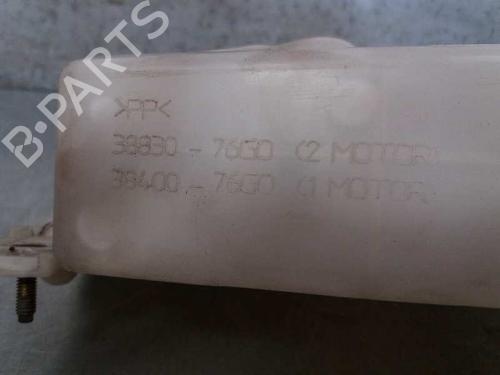 B-PARTS
>PP<
38830-76G0 (2 MOTOR)
38400-76G0 (1 MOTOR)